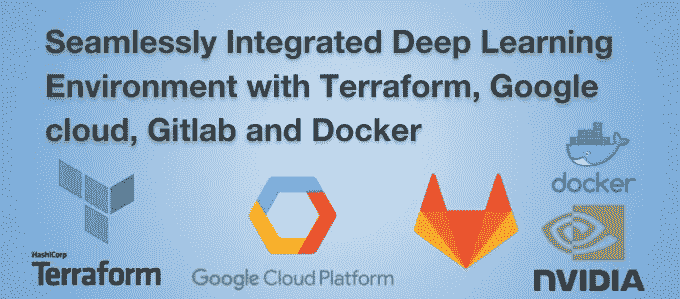 Seamlessly Integrated Deep Learning
Environment with Terraform, Google
cloud, Gitlab and Docker
docker
HashiCorp
Terraform
Google Cloud Platform
NVIDIA